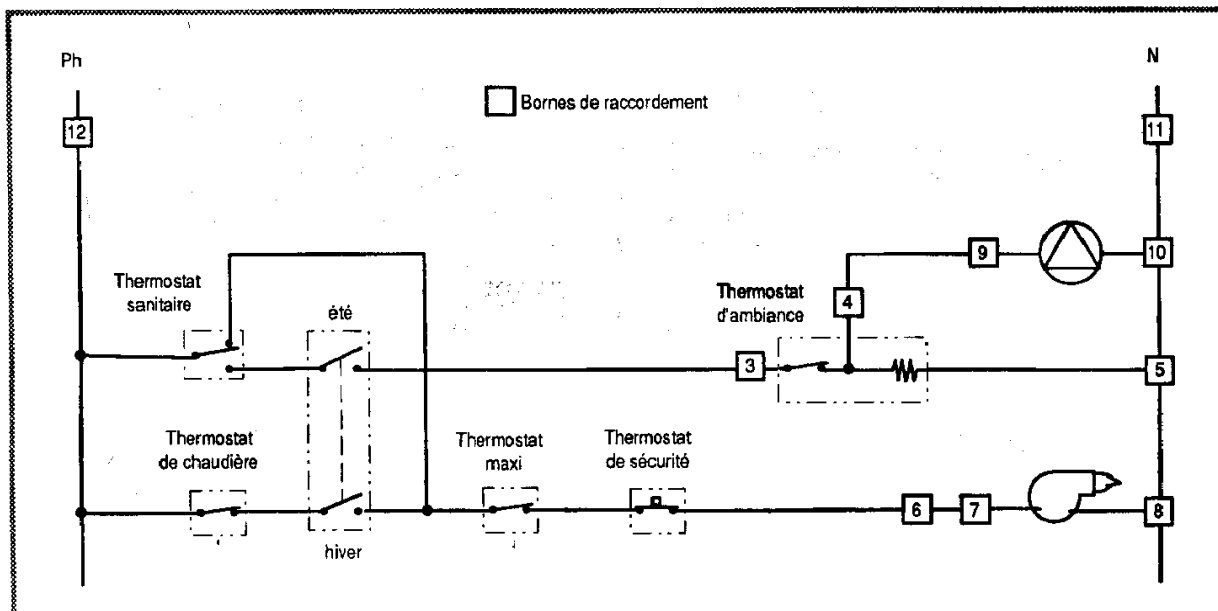 Ph
N
Bornes de raccordement
12
11
9
10
Thermostat
sanitaire
été
Thermostat
d'ambiance
4
3
5
Thermostat
de chaudière
Thermostat
maxi
Thermostat
de sécurité
6
7
8
hiver